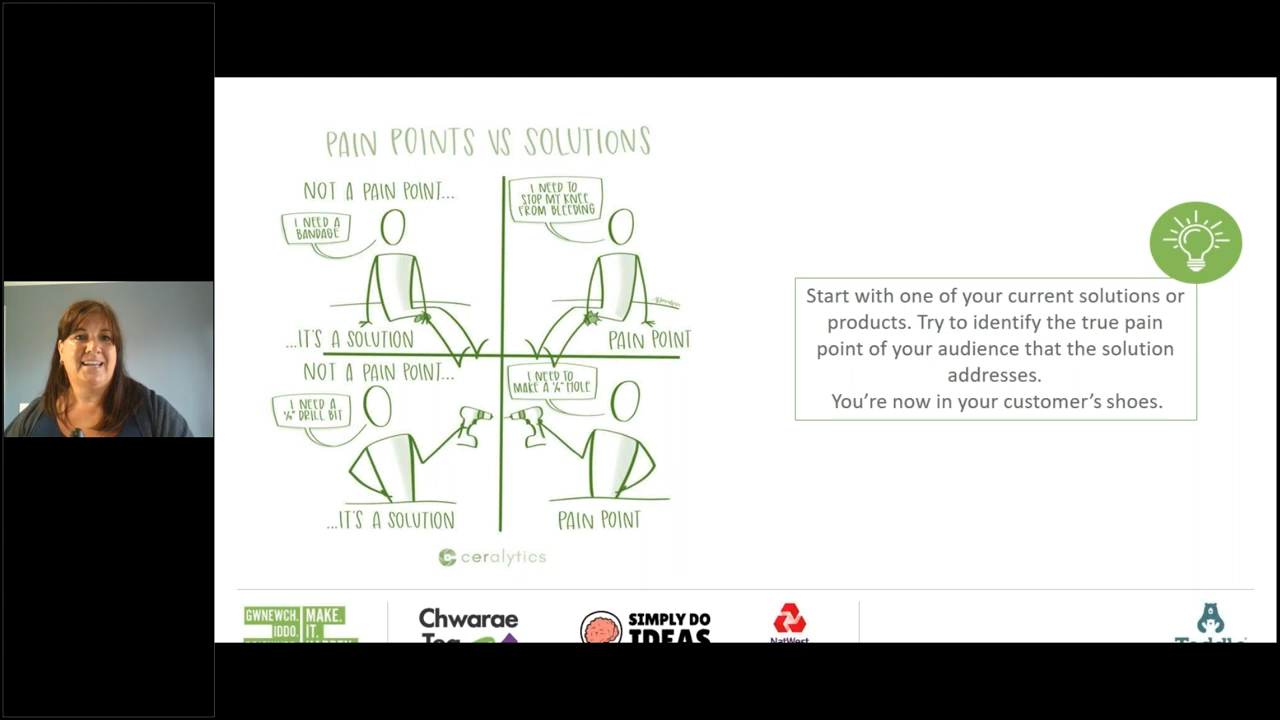 PAIN POINTS VS SOLUTIONS
NOT A PAIN POINT...
I NEED A
BANDAGE
...IT'S A SOLUTION
I NEED TO
STOP MY KNEE
FROM BLEEDING
PAIN POINT
NOT A PAIN POINT...
I NEED A
¼" DRILL BIT
...IT'S A SOLUTION
I NEED TO
MAKE A ¼" HOLE
PAIN POINT
ceralytics
Start with one of your current solutions or
products. Try to identify the true pain
point of your audience that the solution
addresses.
You're now in your customer's shoes.
GWNEWCH.
IDDO.
MAKE.
IT.
Chwarae
Teg
SIMPLY DO
IDEAS
NatWest